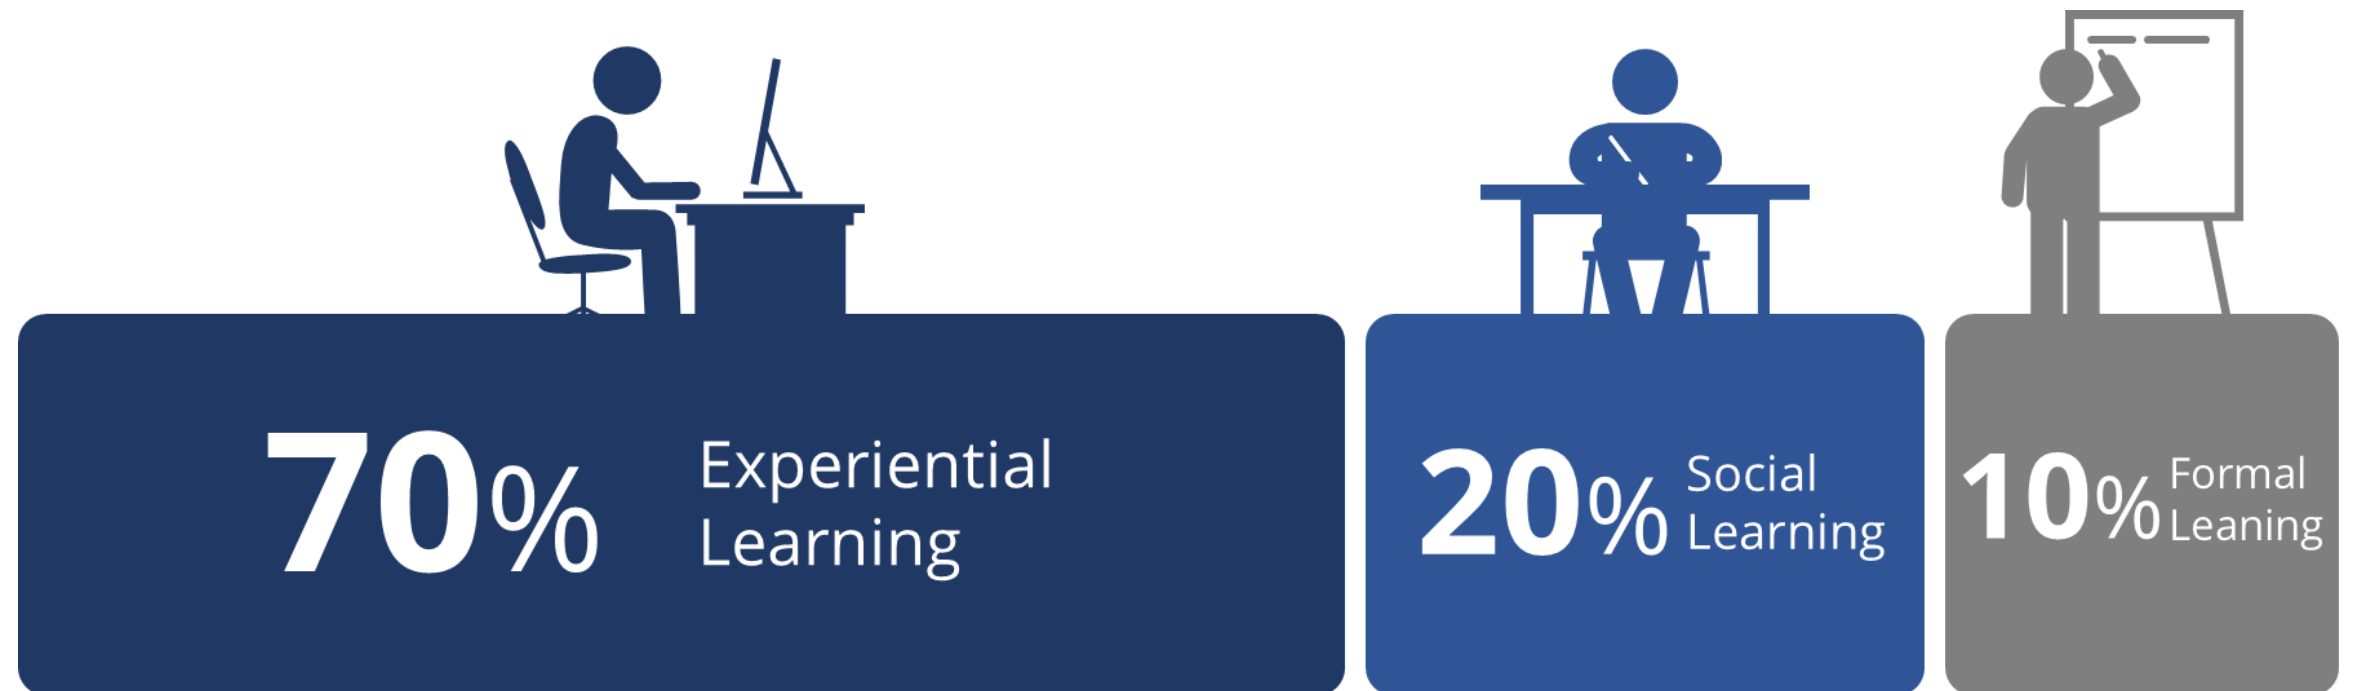 70% Experiential
Learning
20% Social
Learning
10% Formal
Leaning